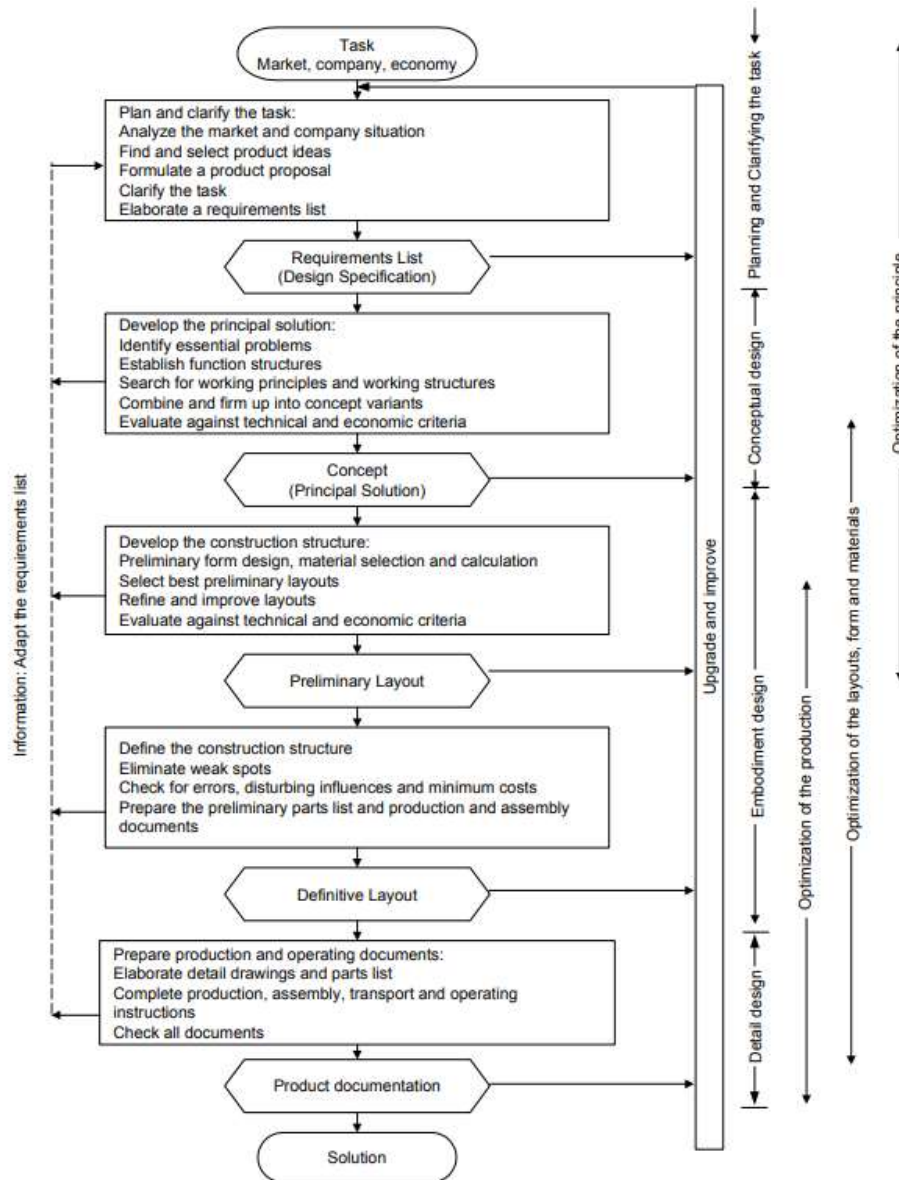 Task
Market, company, economy
Plan and clarify the task:
Analyze the market and company situation
Find and select product ideas
Formulate a product proposal
Clarify the task
Elaborate a requirements list
Requirements List
(Design Specification)
Develop the principal solution:
Identify essential problems
Establish function structures
Search for working principles and working structures
Combine and firm up into concept variants
Evaluate against technical and economic criteria
Concept
(Principal Solution)
Develop the construction structure:
Preliminary form design, material selection and calculation
Select best preliminary layouts
Refine and improve layouts
Evaluate against technical and economic criteria
Preliminary Layout
Define the construction structure
Eliminate weak spots
Check for errors, disturbing influences and minimum costs
Prepare the preliminary parts list and production and assembly
documents
Definitive Layout
Prepare production and operating documents:
Elaborate detail drawings and parts list
Complete production, assembly, transport and operating
instructions
Check all documents
Product documentation
Solution
Information: Adapt the requirements list
Upgrade and improve
Planning and Clarifying the task
Conceptual design
Embodiment design
Detail design
Optimization of the production
Optimization of the layouts, form and materials
Optimization of the principle